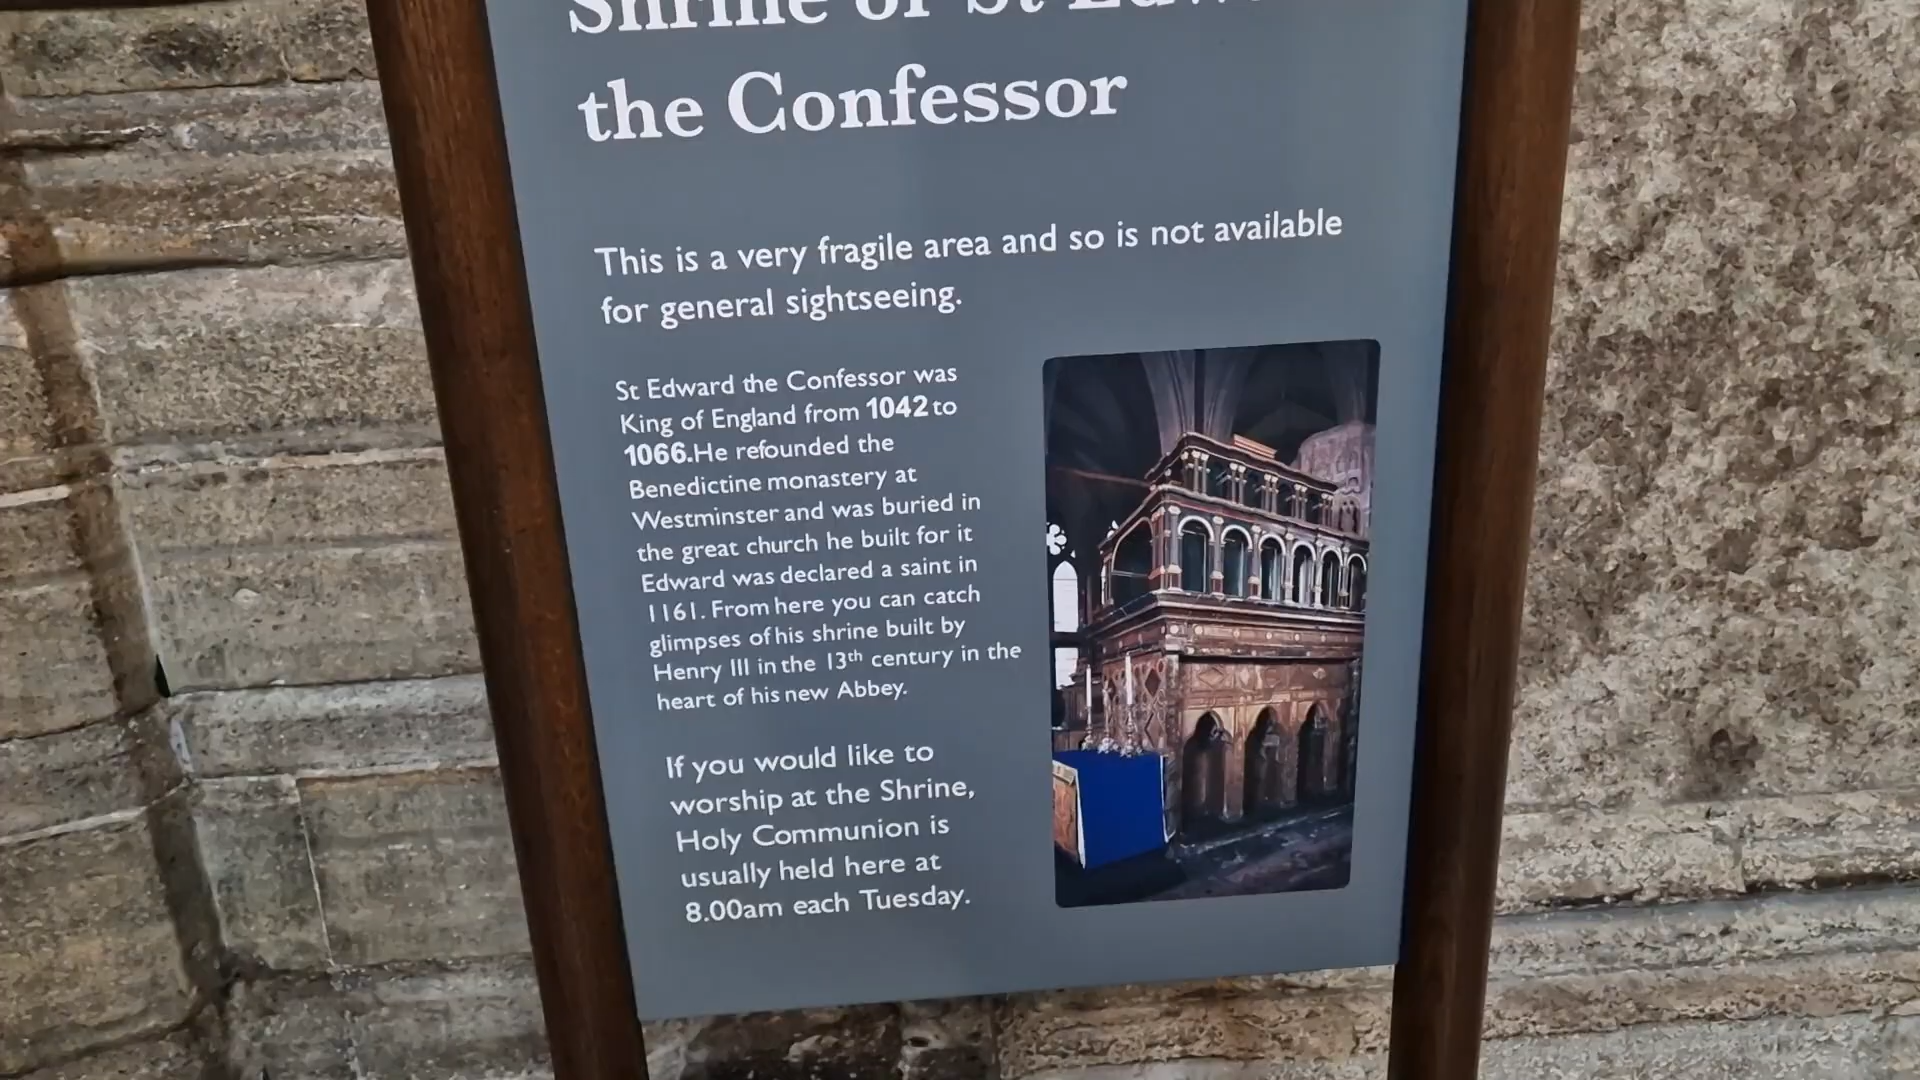 Shrine of St Edw
the Confessor
This is a very fragile area and so is not available
for general sightseeing.
St Edward the Confessor was
King of England from 1042 to
1066.He refounded the
Benedictine monastery at
Westminster and was buried in
the great church he built for it
Edward was declared a saint in
1161. From here you can catch
glimpses of his shrine built by
Henry III in the 13th century in the
heart of his new Abbey.
If you would like to
worship at the Shrine,
Holy Communion is
usually held here at
8.00am each Tuesday.